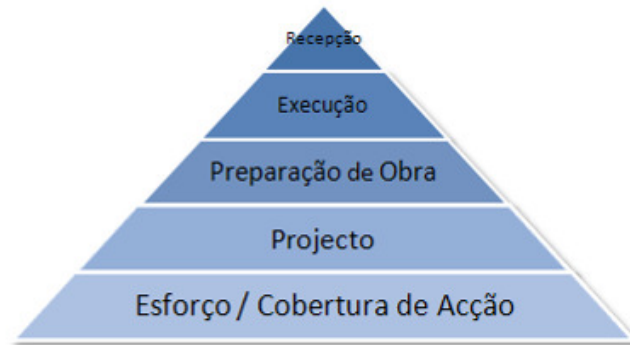 Recepção
Execução
Preparação de Obra
Projecto
Esforço / Cobertura de Acção